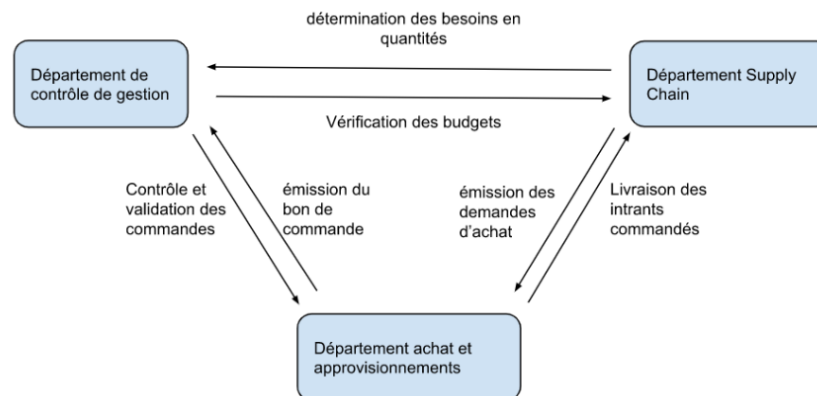 détermination des besoins en
quantités
Département de
contrôle de gestion
Département Supply
Chain
Vérification des budgets
Contrôle et
validation des
commandes
émission du
bon de
commande
émission des
demandes
d'achat
Livraison des
intrants
commandés
Département achat et
approvisionnements